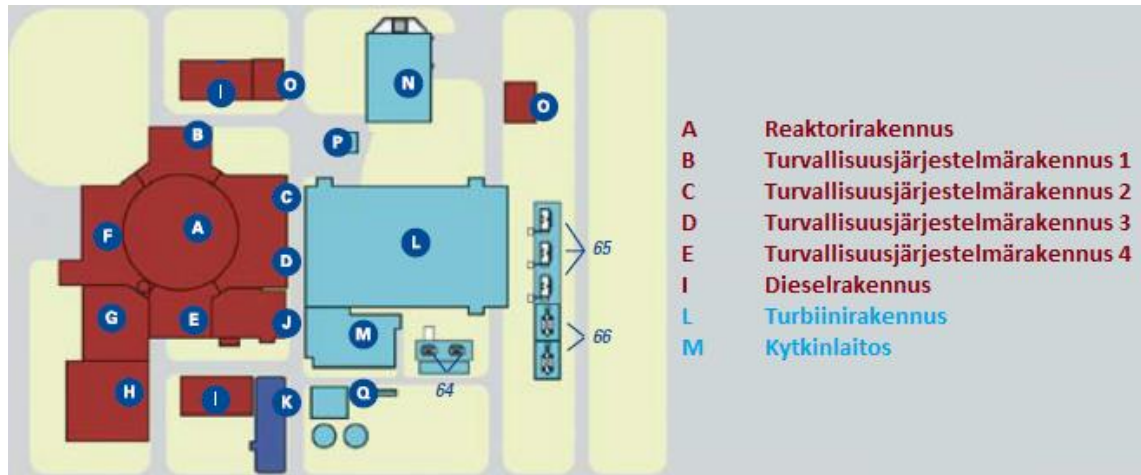 N
I
O
O
B
P
C
F
A
L
65
D
G
E
J
M
66
64
H
I
K
Q
A Reaktorirakennus
B Turvallisuusjärjestelmärakennus 1
C Turvallisuusjärjestelmärakennus 2
D Turvallisuusjärjestelmärakennus 3
E Turvallisuusjärjestelmärakennus 4
I Dieselrakennus
L Turbiinirakennus
M Kytkinlaitos